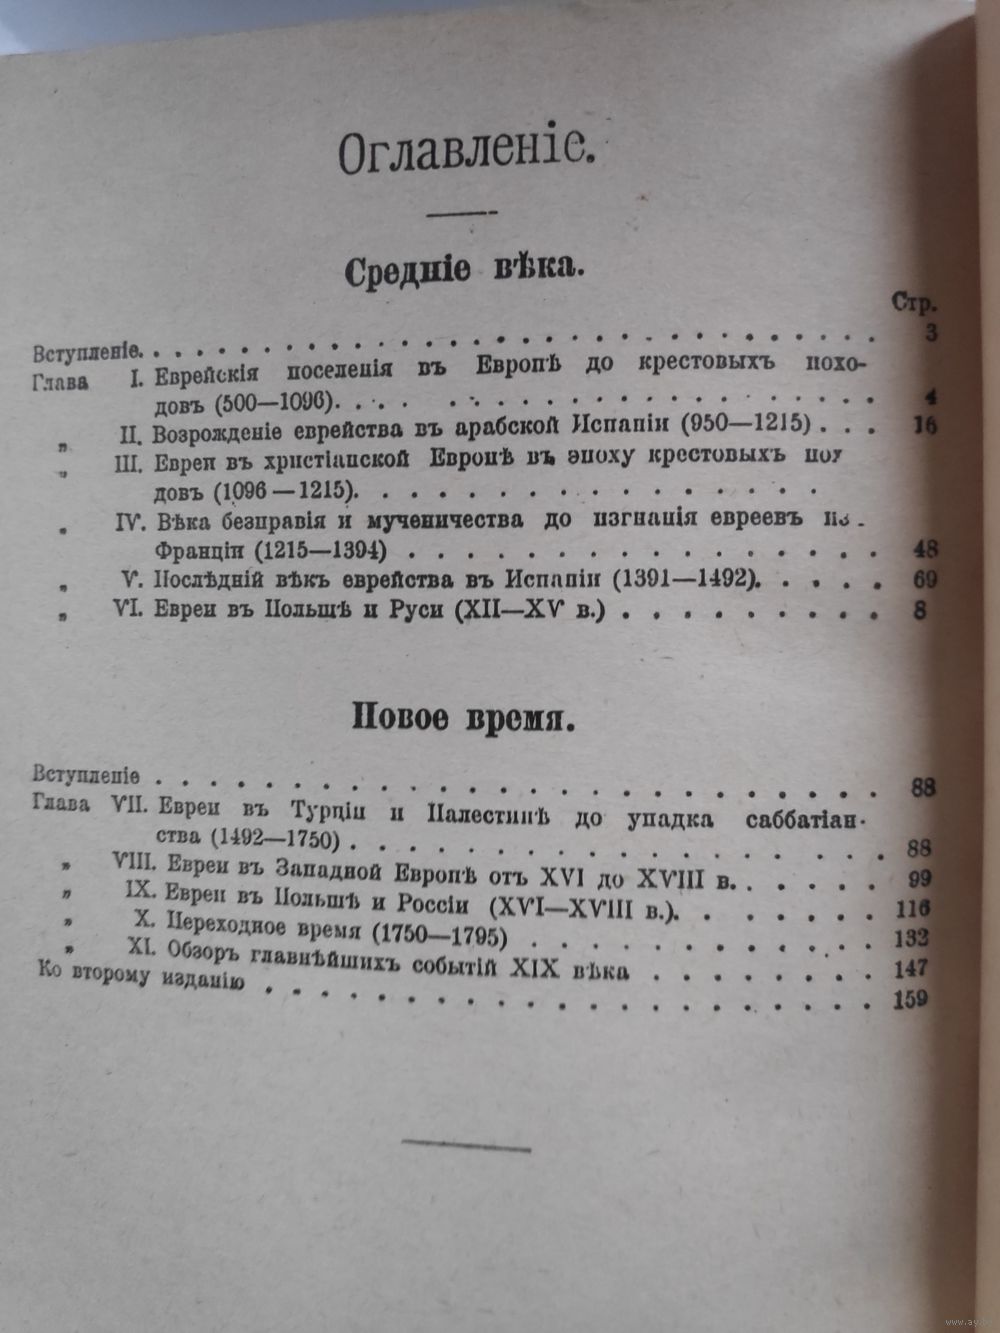 Оглавленіе.
Средніе вѣка.
Стр.
Вступленіе. . . . . . . . . . . . . . . . . . . . . . . . 3
Глава I. Еврейскія поселенія въ Европѣ до крестовыхъ похо-
довъ (500—1096). . . . . . . . . . . . . . . . . . . . . 4
„ II. Возрожденіе еврейства въ арабской Испаніи (950—1215) . . . 16
„ III. Евреи въ христіанской Европѣ въ эпоху крестовыхъ
довъ (1096—1215). . . . . . . . . . . . . . . . .
„ IV. Вѣка безправія и мученичества до изгнанія евреевъ
Франціи (1215—1394) . . . . . . . . . . . . . . . 48
„ V. Послѣдній вѣкъ еврейства въ Испаніи (1391—1492). . . . . 69
„ VI. Евреи въ Польшѣ и Руси (XII—XV в.) . . . . . . . . . 8
Новое время.
Вступленіе . . . . . . . . . . . . . . . . . . . . . . . 88
Глава VII. Евреи въ Турціи и Палестинѣ до упадка саббатіан-
ства (1492—1750) . . . . . . . . . . . . . . . . . . . 88
„ VIII. Евреи въ Западной Европѣ отъ XVI до XVIII в. . . . . . 99
„ IX. Евреи въ Польшѣ и Россіи (XVI—XVIII в.). . . . . . . . 116
„ X. Переходное время (1750—1795) . . . . . . . . . . . . 133
„ XI. Обзоръ главнѣйшихъ событій XIX вѣка . . . . . . . . 147
Ко второму изданію . . . . . . . . . . . . . . . . . . . . 159